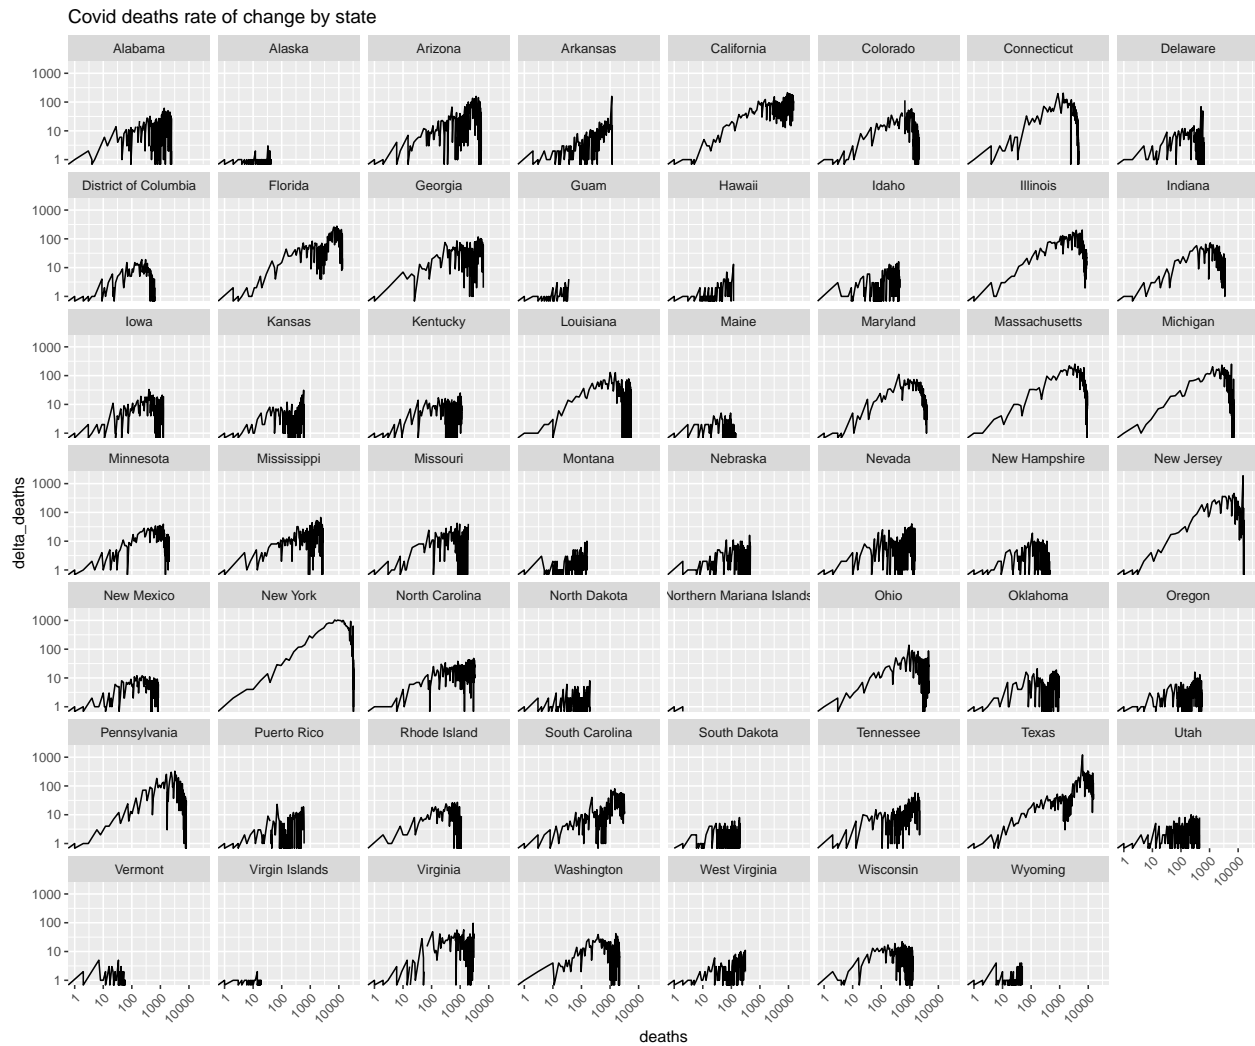 Covid deaths rate of change by state
Alabama Alaska Arizona Arkansas California Colorado Connecticut Delaware
1000
100
10
1
District of Columbia Florida Georgia Guam Hawaii Idaho Illinois Indiana
1000
100
10
1
Iowa Kansas Kentucky Louisiana Maine Maryland Massachusetts Michigan
1000
100
10
1
Minnesota Mississippi Missouri Montana Nebraska Nevada New Hampshire New Jersey
1000
100
10
1
delta_deaths
New Mexico New York North Carolina North Dakota Northern Mariana Islands Ohio Oklahoma Oregon
1000
100
10
1
Pennsylvania Puerto Rico Rhode Island South Carolina South Dakota Tennessee Texas Utah
1000
100
10
1
1 10 100 1000 10000
Vermont Virgin Islands Virginia Washington West Virginia Wisconsin Wyoming
1000
100
10
1
1 10 100 1000 10000 1 10 100 1000 10000 1 10 100 1000 10000 1 10 100 1000 10000 1 10 100 1000 10000 1 10 100 1000 10000 1 10 100 1000 10000
deaths